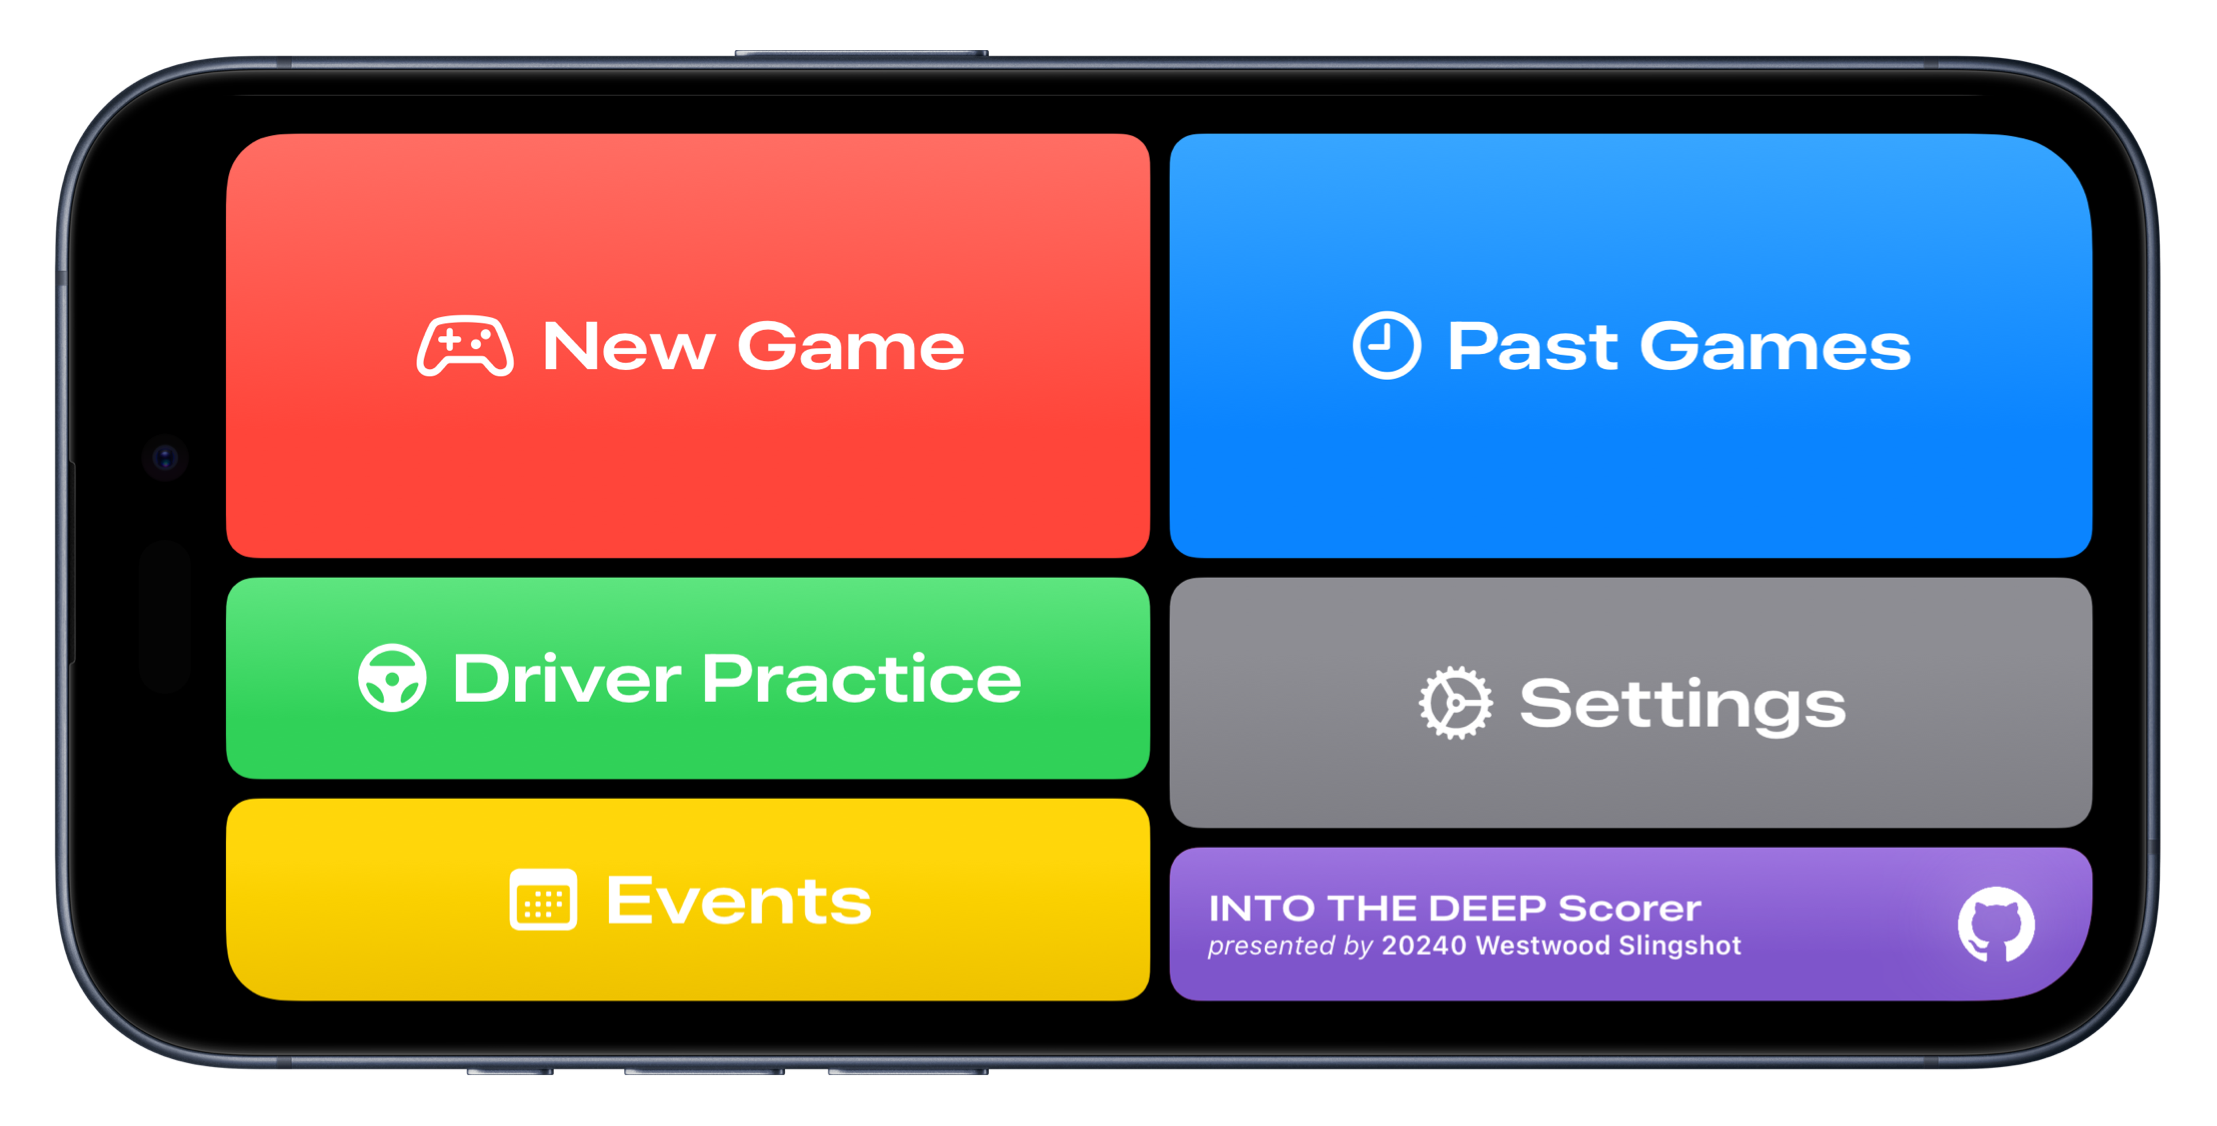 New Game
Past Games
Driver Practice
Settings
Events
INTO THE DEEP Scorer
presented by 20240 Westwood Slingshot